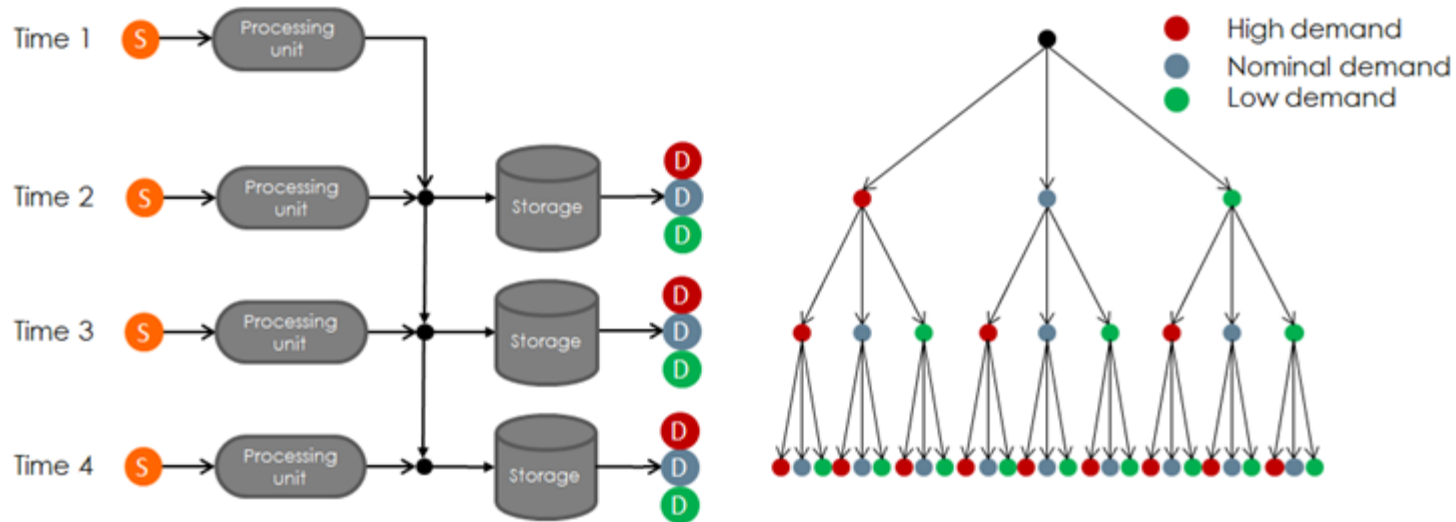 Time 1
S
Processing
unit
Time 2
S
Processing
unit
Storage
D
D
D
Time 3
S
Processing
unit
Storage
D
D
D
Time 4
S
Processing
unit
Storage
D
D
D
High demand
Nominal demand
Low demand